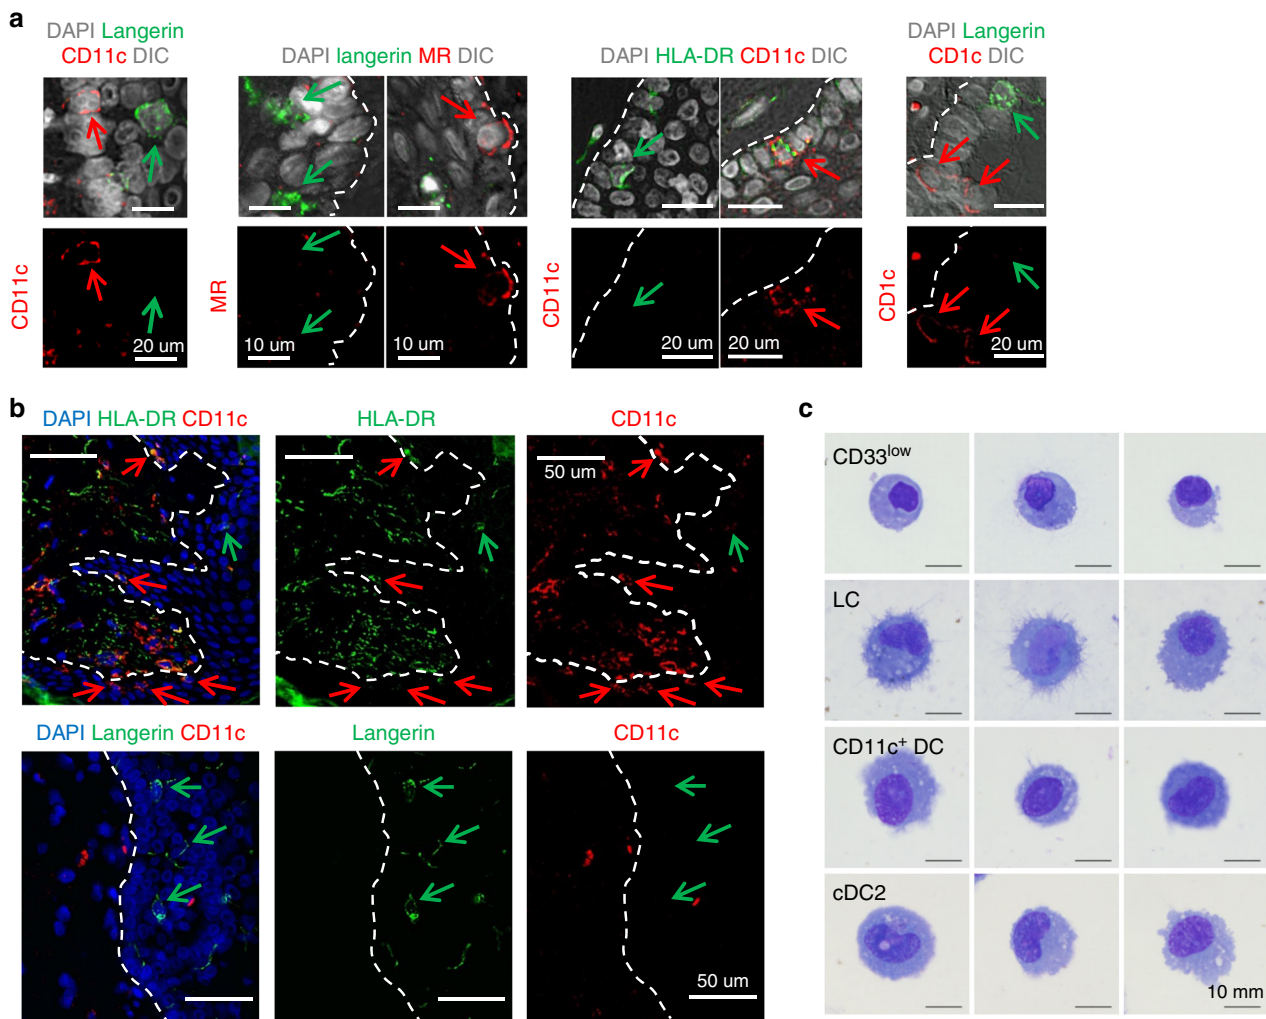 a
DAPI Langerin
CD11c DIC
DAPI langerin MR DIC
DAPI HLA-DR CD11c DIC
DAPI Langerin
CD1c DIC
CD11c
20 um
MR
10 um
10 um
CD11c
20 um
20 um
CD1c
20 um
b
DAPI HLA-DR CD11c
HLA-DR
CD11c
50 um
DAPI Langerin CD11c
Langerin
CD11c
50 um
c
CD33low
LC
CD11c+ DC
cDC2
10 mm